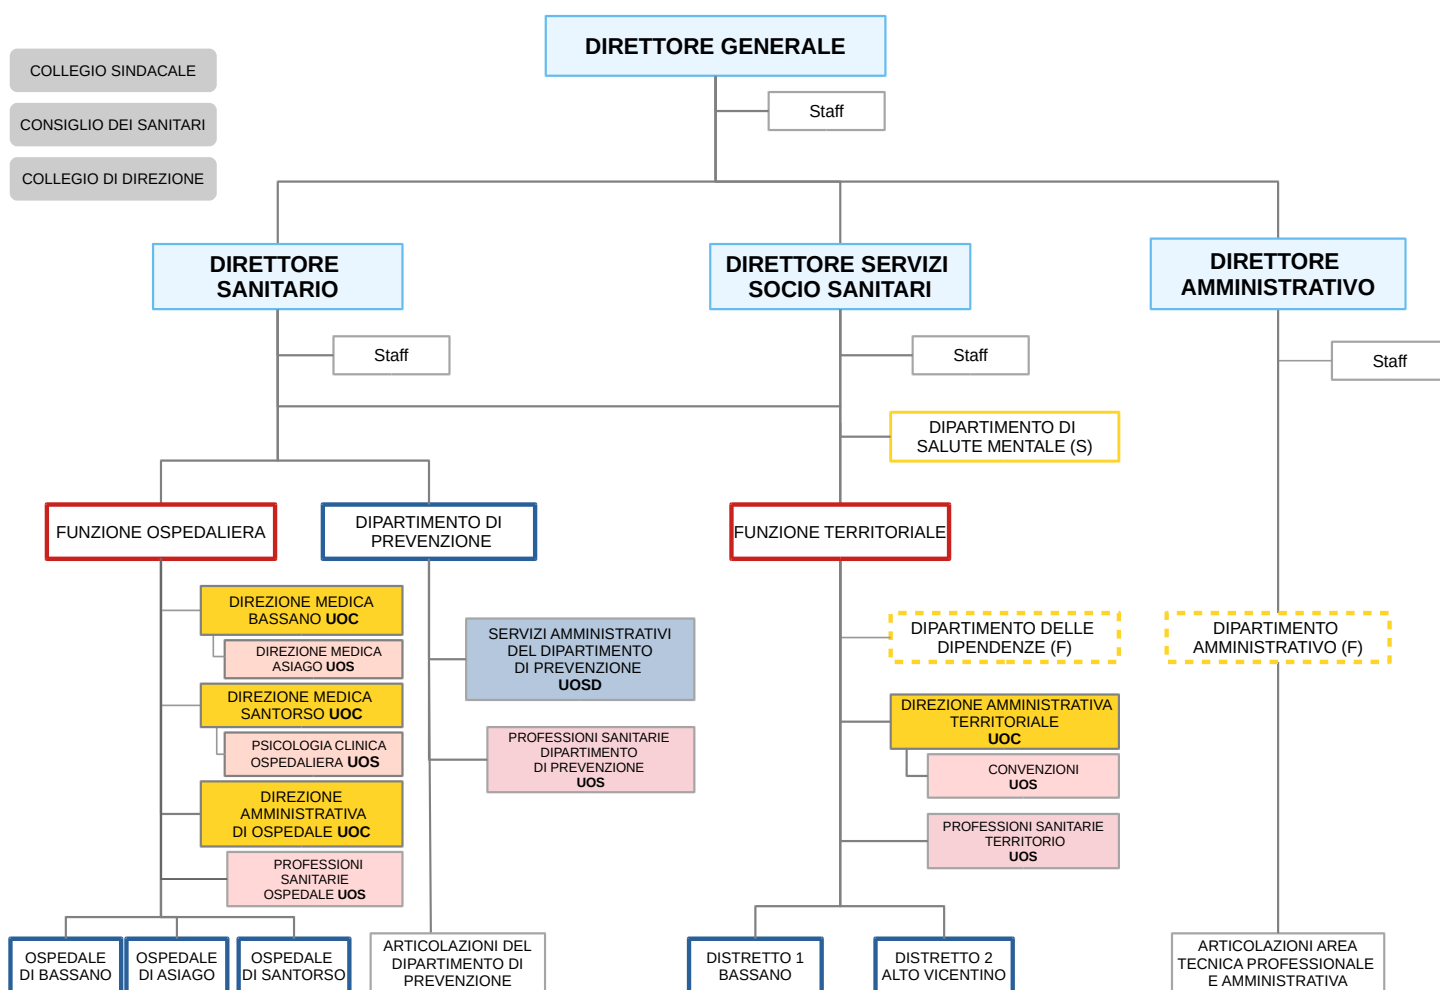 DIRETTORE GENERALE
COLLEGIO SINDACALE
CONSIGLIO DEI SANITARI
COLLEGIO DI DIREZIONE
Staff
DIRETTORE
SANITARIO
DIRETTORE SERVIZI
SOCIO SANITARI
DIRETTORE
AMMINISTRATIVO
Staff
Staff
Staff
DIPARTIMENTO DI
SALUTE MENTALE (S)
FUNZIONE OSPEDALIERA
DIPARTIMENTO DI
PREVENZIONE
FUNZIONE TERRITORIALE
DIREZIONE MEDICA
BASSANO UOC
DIREZIONE MEDICA
ASIAGO UOS
DIREZIONE MEDICA
SANTORSO UOC
PSICOLOGIA CLINICA
OSPEDALIERA UOS
DIREZIONE
AMMINISTRATIVA
DI OSPEDALE UOC
PROFESSIONI
SANITARIE
OSPEDALE UOS
SERVIZI AMMINISTRATIVI
DEL DIPARTIMENTO
DI PREVENZIONE
UOSD
PROFESSIONI SANITARIE
DIPARTIMENTO
DI PREVENZIONE
UOS
DIPARTIMENTO DELLE
DIPENDENZE (F)
DIREZIONE AMMINISTRATIVA
TERRITORIALE
UOC
CONVENZIONI
UOS
PROFESSIONI SANITARIE
TERRITORIO
UOS
DIPARTIMENTO
AMMINISTRATIVO (F)
OSPEDALE
DI BASSANO
OSPEDALE
DI ASIAGO
OSPEDALE
DI SANTORSO
ARTICOLAZIONI DEL
DIPARTIMENTO DI
PREVENZIONE
DISTRETTO 1
BASSANO
DISTRETTO 2
ALTO VICENTINO
ARTICOLAZIONI AREA
TECNICA PROFESSIONALE
E AMMINISTRATIVA